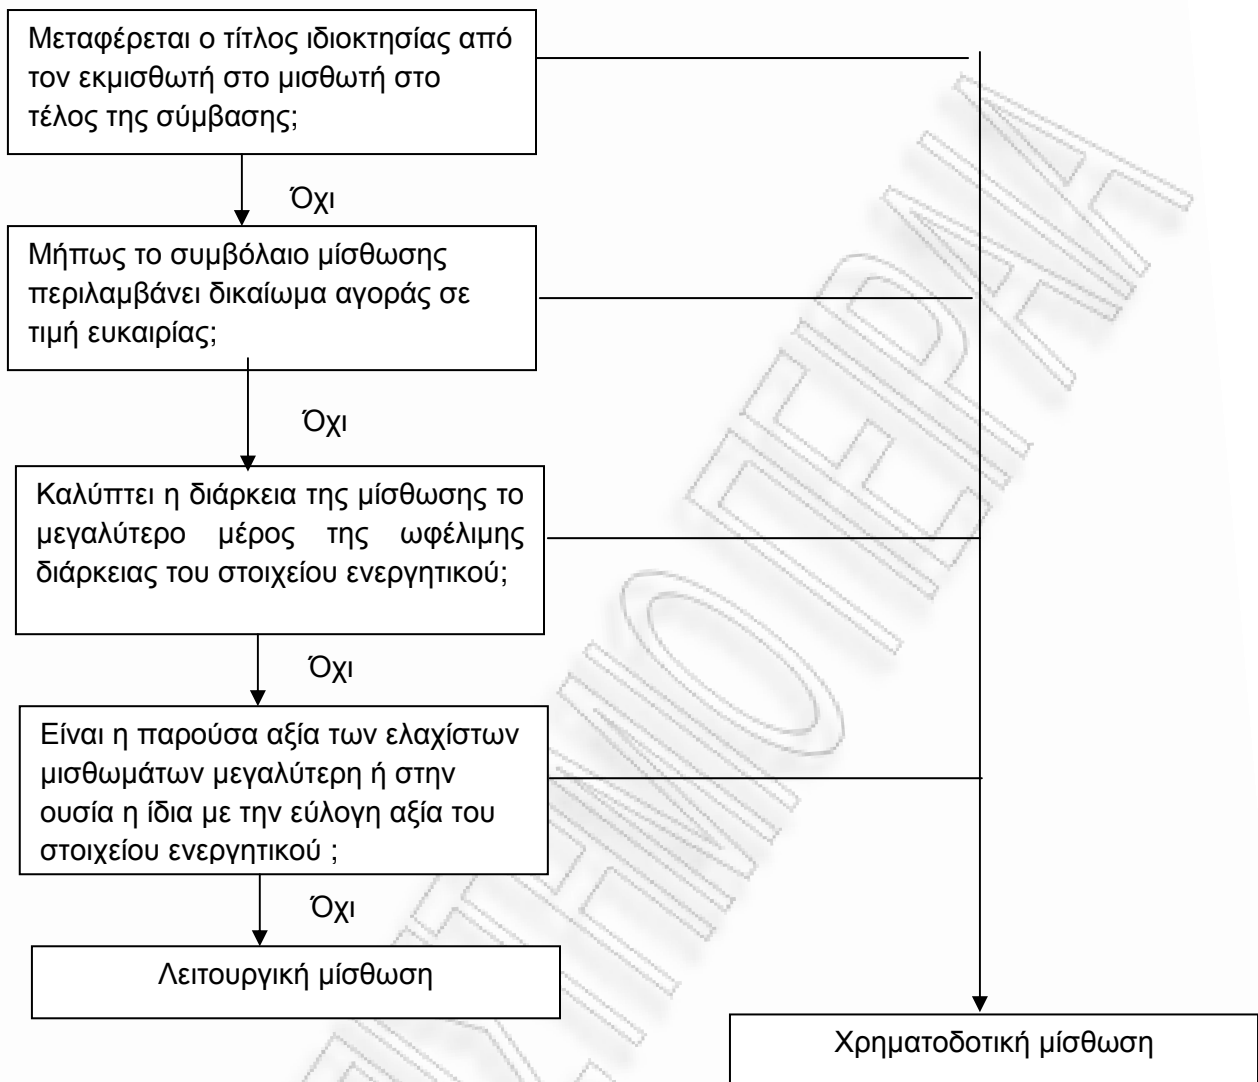 Μεταφέρεται ο τίτλος ιδιοκτησίας από
τον εκμισθωτή στο μισθωτή στο
τέλος της σύμβασης;
Όχι
Μήπως το συμβόλαιο μίσθωσης
περιλαμβάνει δικαίωμα αγοράς σε
τιμή ευκαιρίας;
Όχι
Καλύπτει η διάρκεια της μίσθωσης το
μεγαλύτερο μέρος της ωφέλιμης
διάρκειας του στοιχείου ενεργητικού;
Όχι
Είναι η παρούσα αξία των ελαχίστων
μισθωμάτων μεγαλύτερη ή στην
ουσία η ίδια με την εύλογη αξία του
στοιχείου ενεργητικού ;
Όχι
Λειτουργική μίσθωση
Χρηματοδοτική μίσθωση